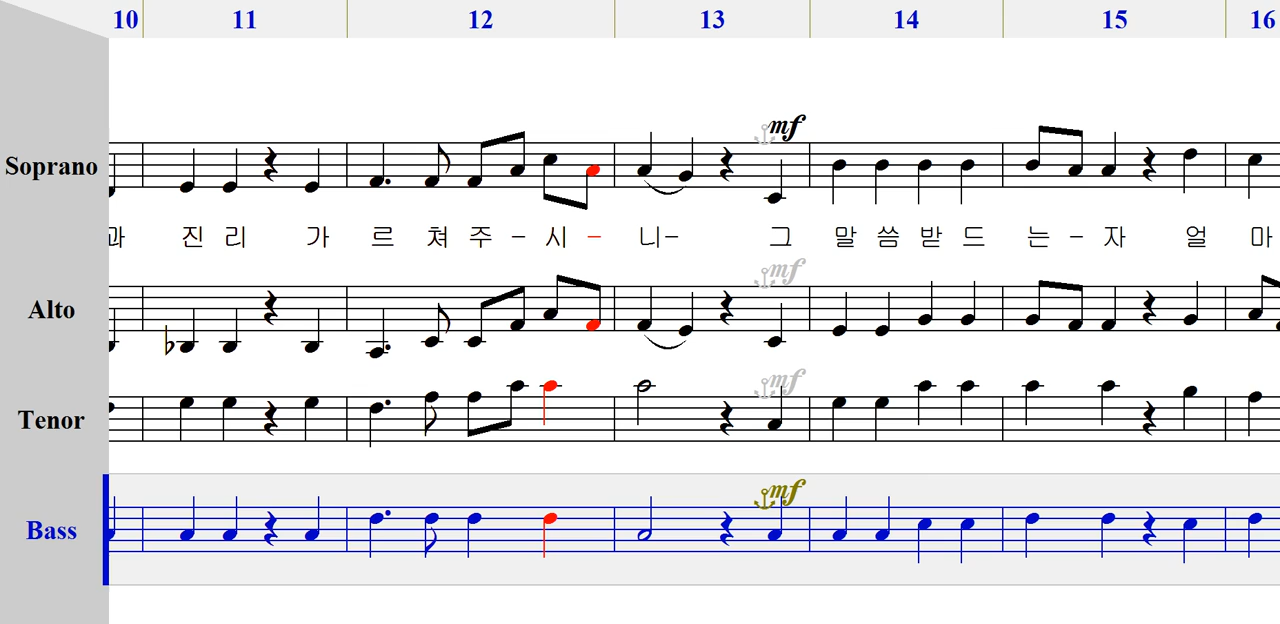 10 11 12 13 14 15 16
mf
Soprano
과 진 리 가 르 쳐 주 - 시 - 니 - 그 말 씀 받 드 는 - 자 얼 마
mf
Alto
mf
Tenor
mf
Bass